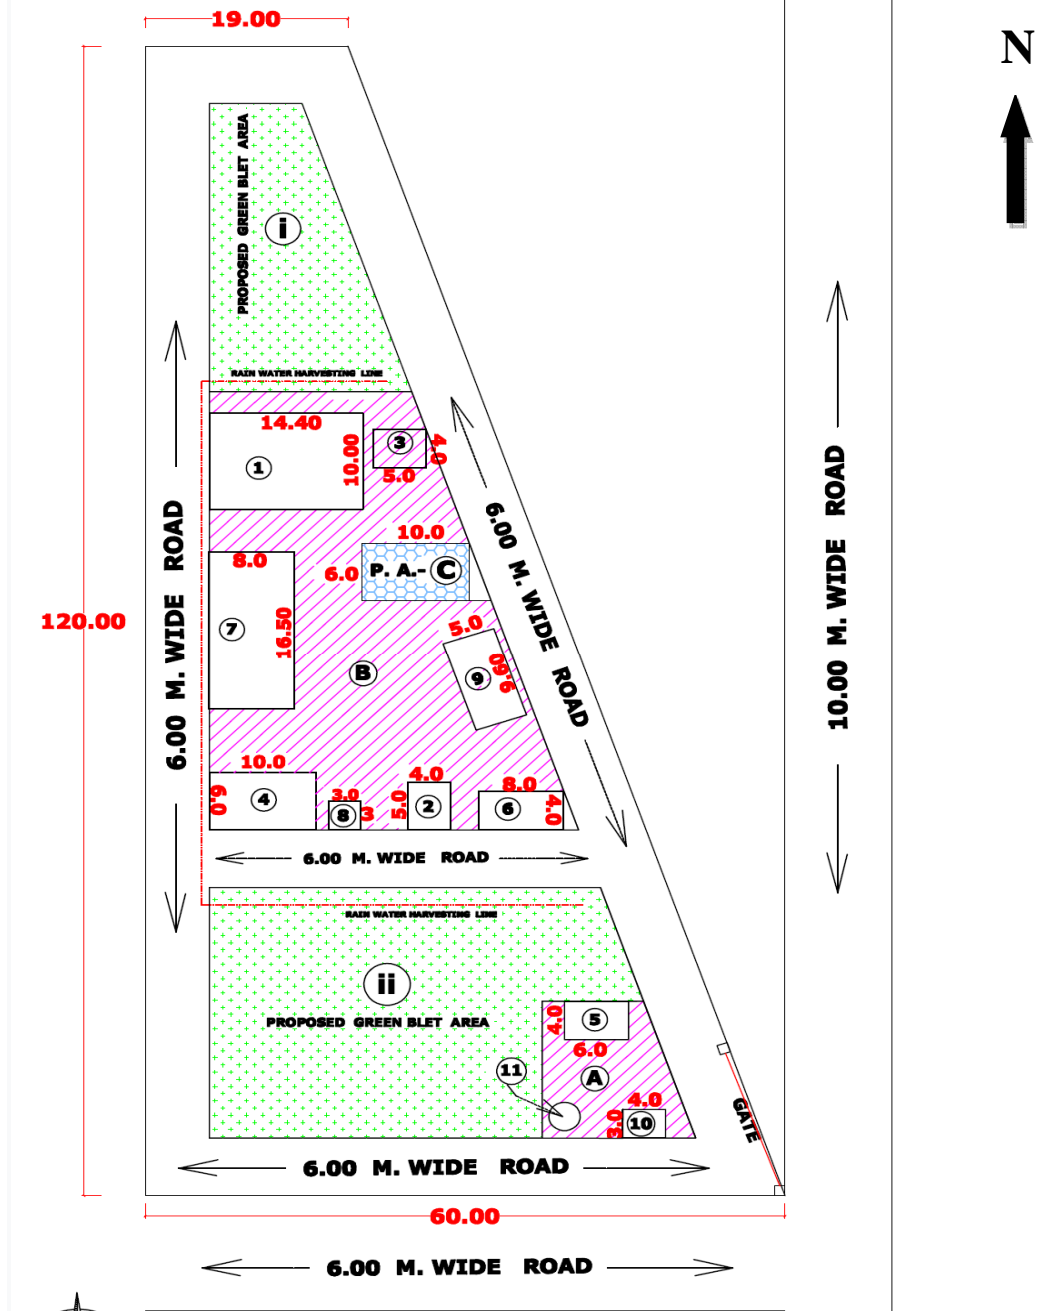 19.00
N
PROPOSED GREEN BLET AREA
i
RAIN WATER HARVESTING LINE
14.40
10.00
1
3
4.0
5.0
10.0
6.0
P. A.- C
8.0
7
16.50
5.0
9
9.60
B
6.00 M. WIDE ROAD
6.00 M. WIDE ROAD
10.00 M. WIDE ROAD
120.00
10.0
4
6.0
3.0
8
3
4.0
5.0
2
8.0
6
4.0
6.00 M. WIDE ROAD
RAIN WATER HARVESTING LINE
ii
PROPOSED GREEN BLET AREA
4.0
5
6.0
11
A
4.0
3.0
10
GATE
6.00 M. WIDE ROAD
60.00
6.00 M. WIDE ROAD